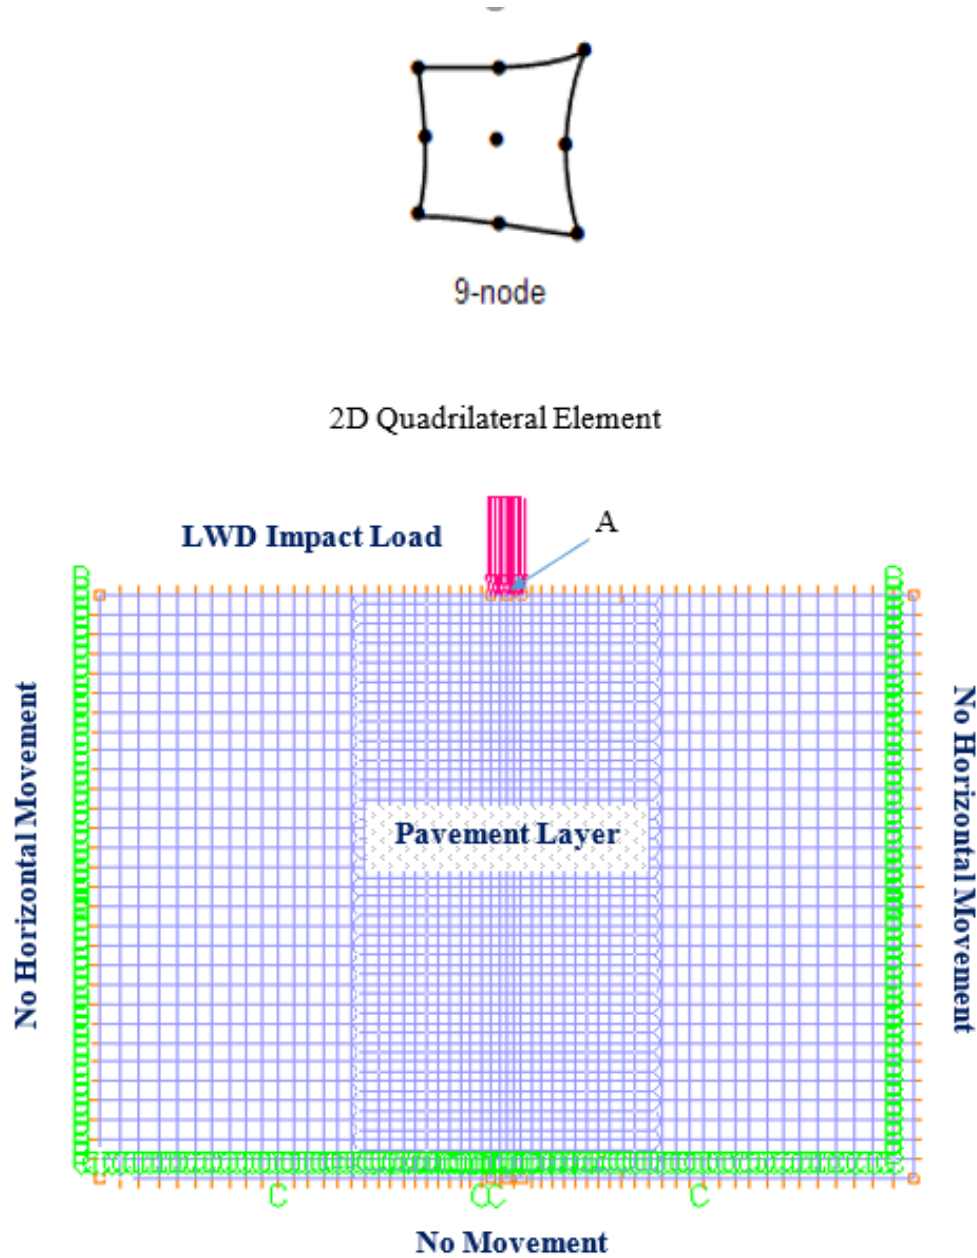 9-node
2D Quadrilateral Element
LWD Impact Load
A
No Horizontal Movement
Pavement Layer
No Horizontal Movement
B
B
C
CC
C
No Movement